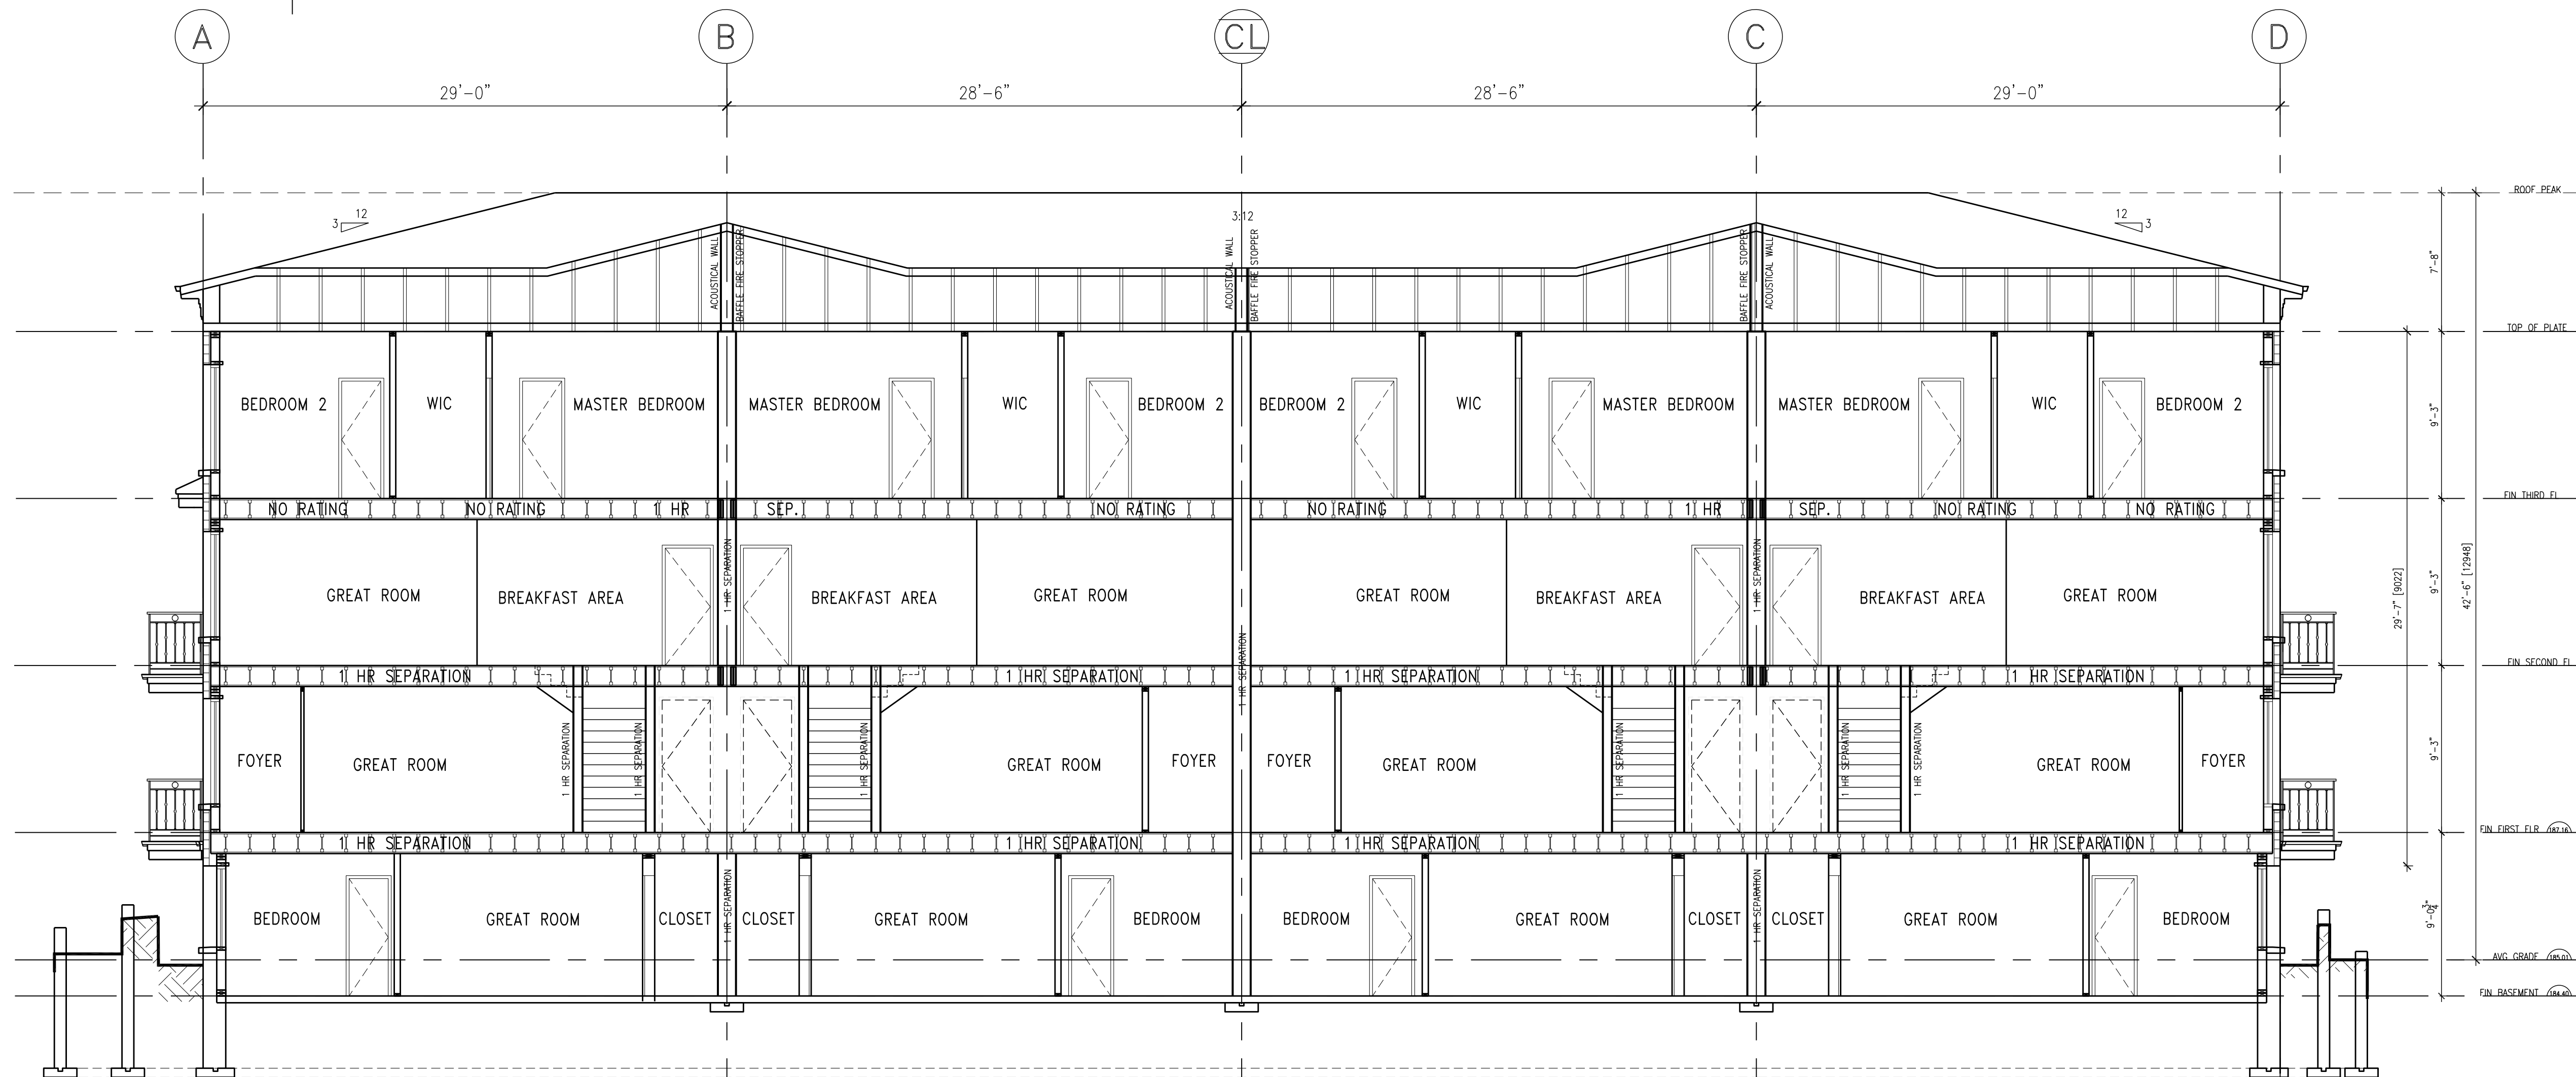 A B CL C D
29'-0" 28'-6" 28'-6" 29'-0"
ROOF PEAK
12 3:12 12
3 3
ACOUSTICAL WALL BAFFLE FIRE STOPPER ACOUSTICAL WALL BAFFLE FIRE STOPPER BAFFLE FIRE STOPPER ACOUSTICAL WALL
7'-8"
TOP OF PLATE
BEDROOM 2 WIC MASTER BEDROOM MASTER BEDROOM WIC BEDROOM 2 BEDROOM 2 WIC MASTER BEDROOM MASTER BEDROOM WIC BEDROOM 2
9'-3"
FIN THIRD FL
NO RATING NO RATING 1 HR SEP. NO RATING NO RATING 1 HR SEP. NO RATING NO RATING
1 HR SEPARATION 1 HR SEPARATION
GREAT ROOM BREAKFAST AREA BREAKFAST AREA GREAT ROOM GREAT ROOM BREAKFAST AREA BREAKFAST AREA GREAT ROOM
29'-7" [9022] 9'-3" 42'-6" [12948]
1 HR SEPARATION
FIN SECOND FL
1 HR SEPARATION 1 HR SEPARATION 1 HR SEPARATION 1 HR SEPARATION
1 HR SEPARATION 1 HR SEPARATION 1 HR SEPARATION 1 HR SEPARATION 1 HR SEPARATION 1 HR SEPARATION
FOYER GREAT ROOM GREAT ROOM FOYER FOYER GREAT ROOM GREAT ROOM FOYER
9'-3"
FIN FIRST FLR 187.16
1 HR SEPARATION 1 HR SEPARATION 1 HR SEPARATION 1 HR SEPARATION
1 HR SEPARATION 1 HR SEPARATION
BEDROOM GREAT ROOM CLOSET CLOSET GREAT ROOM BEDROOM BEDROOM GREAT ROOM CLOSET CLOSET GREAT ROOM BEDROOM
9'-0¾"
AVG GRADE 185.01
FIN BASEMENT 184.40